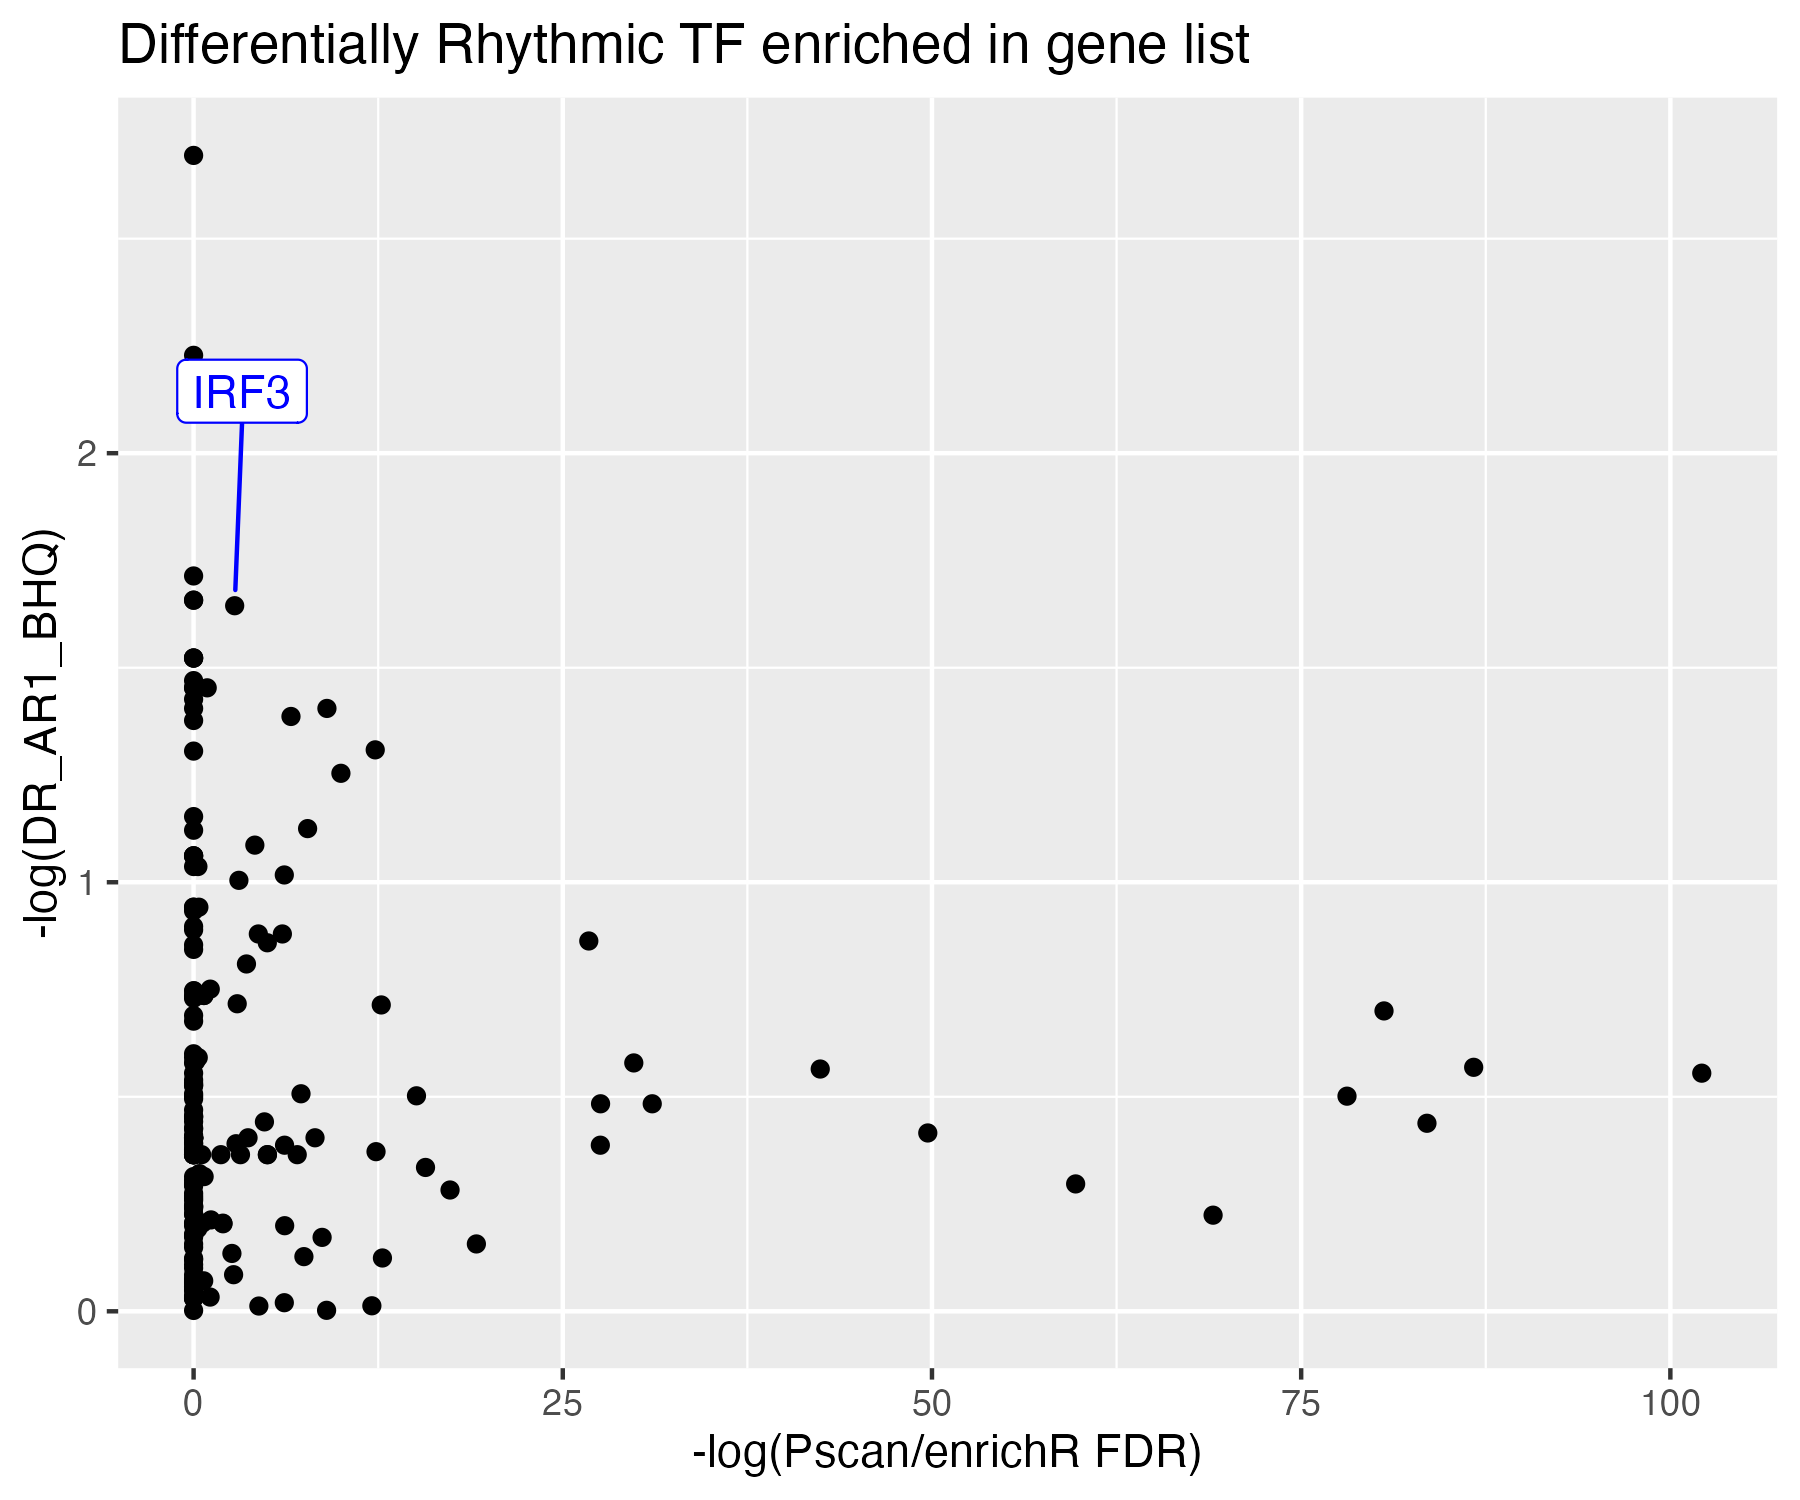 Differentially Rhythmic TF enriched in gene list
IRF3
2
1
0
-log(DR_AR1_BHQ)
0 25 50 75 100
-log(Pscan/enrichR FDR)